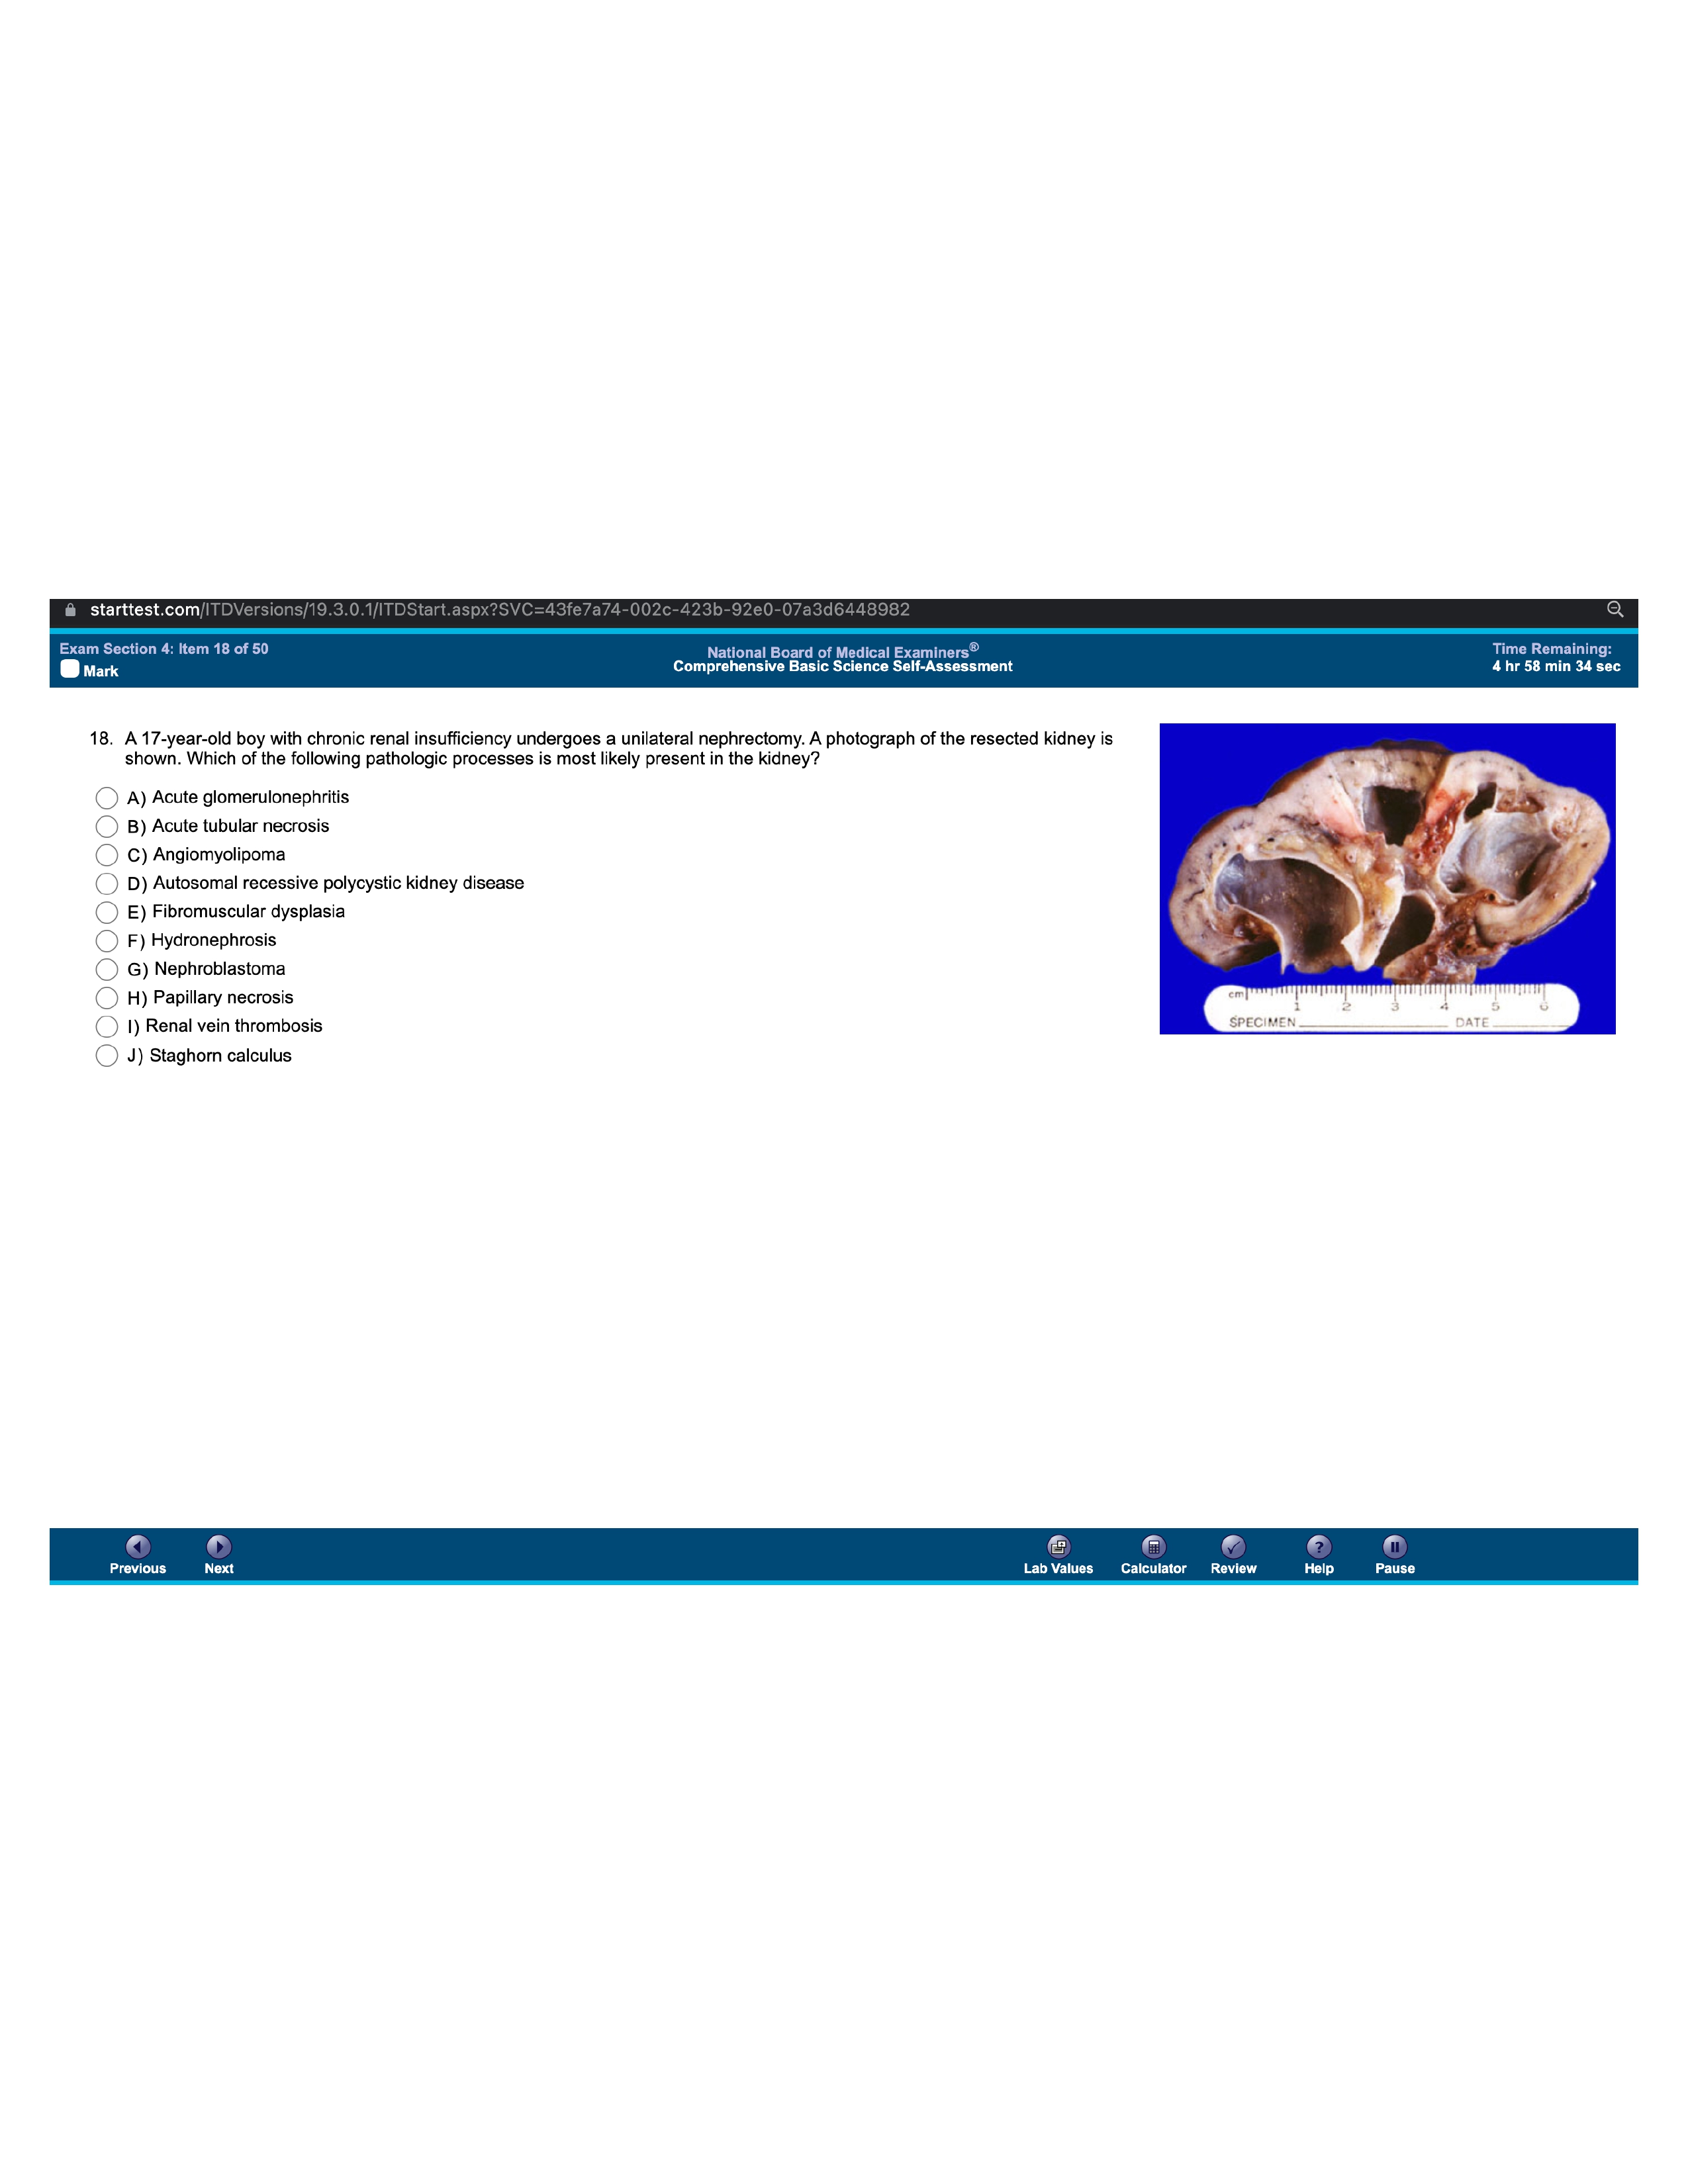 starttest.com/ITDVersions/19.3.0.1/ITDStart.aspx?SVC=43fe7a74-002c-423b-92e0-07a3d6448982
Exam Section 4: Item 18 of 50
Mark
National Board of Medical Examiners®
Comprehensive Basic Science Self-Assessment
Time Remaining:
4 hr 58 min 34 sec
18. A 17-year-old boy with chronic renal insufficiency undergoes a unilateral nephrectomy. A photograph of the resected kidney is
shown. Which of the following pathologic processes is most likely present in the kidney?
A) Acute glomerulonephritis
B) Acute tubular necrosis
C) Angiomyolipoma
D) Autosomal recessive polycystic kidney disease
E) Fibromuscular dysplasia
F) Hydronephrosis
G) Nephroblastoma
H) Papillary necrosis
I) Renal vein thrombosis
J) Staghorn calculus
cm 1 2 3 4 5 6
SPECIMEN DATE
Previous
Next
Lab Values
Calculator
Review
Help
Pause